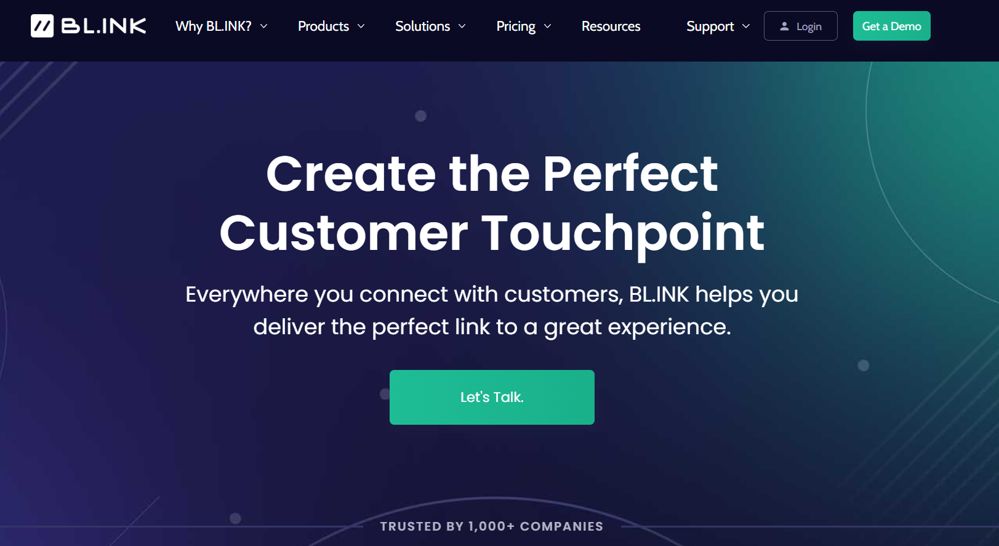 BL.INK
Why BL.INK?
Products
Solutions
Pricing
Resources
Support
Login
Get a Demo
Create the Perfect
Customer Touchpoint
Everywhere you connect with customers, BL.INK helps you
deliver the perfect link to a great experience.
Let's Talk.
TRUSTED BY 1,000+ COMPANIES